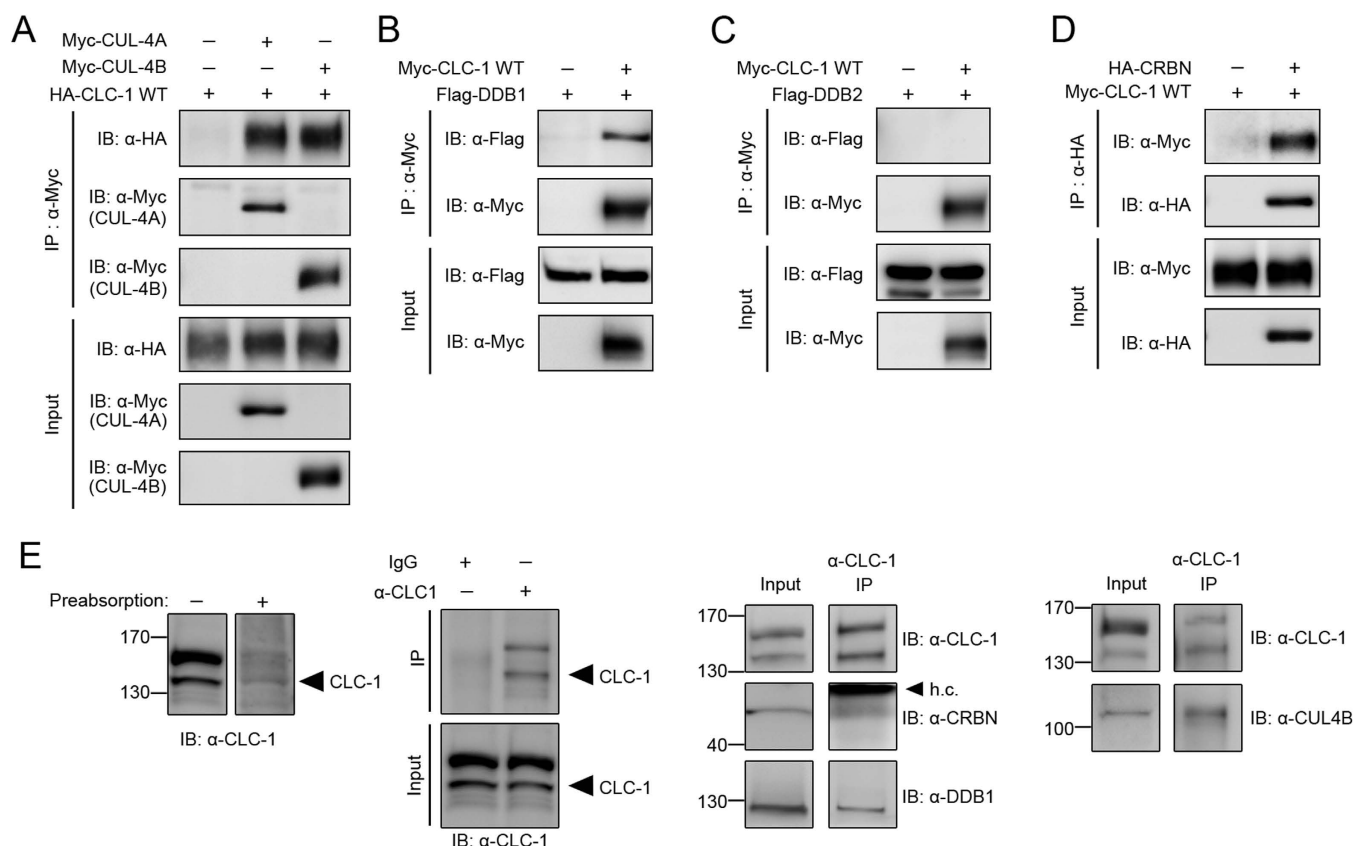 A
Myc-CUL-4A – + –
Myc-CUL-4B – – +
HA-CLC-1 WT + + +
IP : α-Myc
IB: α-HA
IB: α-Myc
(CUL-4A)
IB: α-Myc
(CUL-4B)
Input
IB: α-HA
IB: α-Myc
(CUL-4A)
IB: α-Myc
(CUL-4B)
B
Myc-CLC-1 WT – +
Flag-DDB1 + +
IP : α-Myc
IB: α-Flag
IB: α-Myc
Input
IB: α-Flag
IB: α-Myc
C
Myc-CLC-1 WT – +
Flag-DDB2 + +
IP : α-Myc
IB: α-Flag
IB: α-Myc
Input
IB: α-Flag
IB: α-Myc
D
HA-CRBN – +
Myc-CLC-1 WT + +
IP : α-HA
IB: α-Myc
IB: α-HA
Input
IB: α-Myc
IB: α-HA
E
Preabsorption: – +
170
130
CLC-1
IB: α-CLC-1
IgG + –
α-CLC1 – +
IP
CLC-1
Input
CLC-1
IB: α-CLC-1
Input
α-CLC-1
IP
170
130
IB: α-CLC-1
h.c.
IB: α-CRBN
40
130
IB: α-DDB1
Input
α-CLC-1
IP
170
130
IB: α-CLC-1
100
IB: α-CUL4B